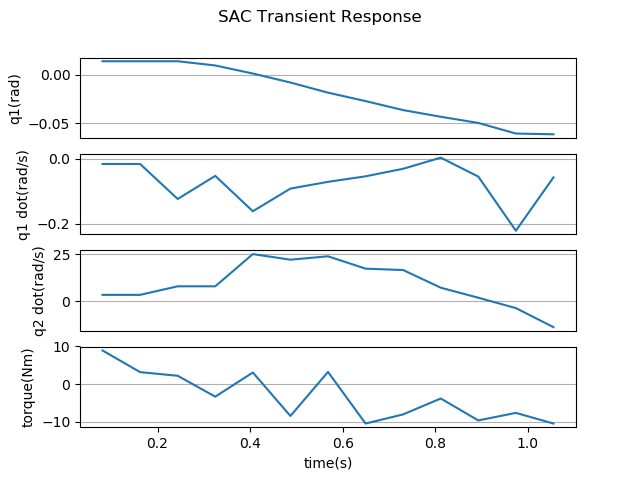 SAC Transient Response
q1(rad)
0.00
−0.05
q1 dot(rad/s)
0.0
−0.2
q2 dot(rad/s)
25
0
torque(Nm)
10
0
−10
0.2 0.4 0.6 0.8 1.0
time(s)